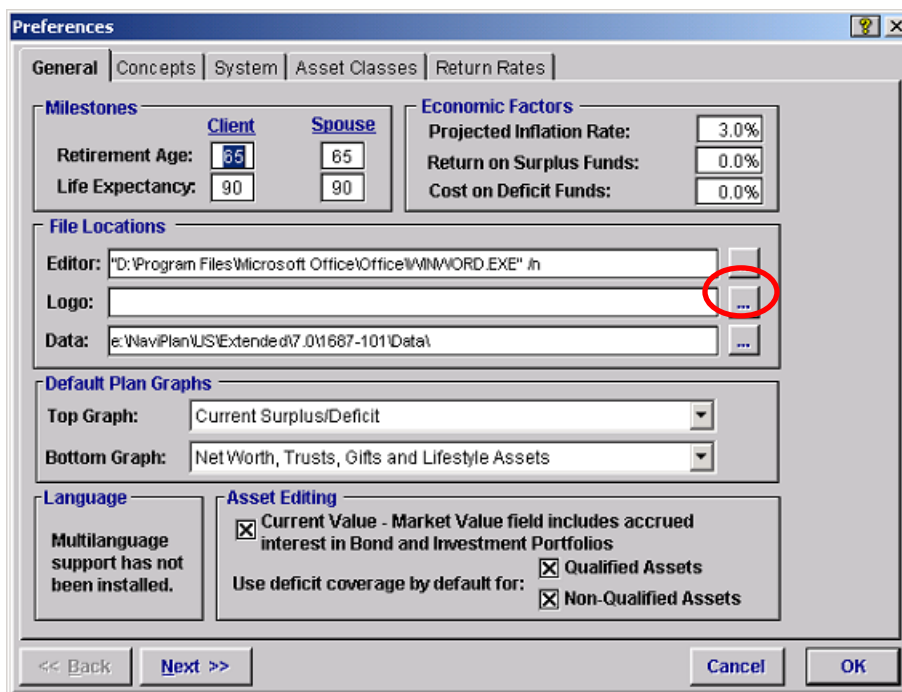 Preferences
General Concepts System Asset Classes Return Rates
Milestones
Client Spouse
Retirement Age: 65 65
Life Expectancy: 90 90
Economic Factors
Projected Inflation Rate: 3.0%
Return on Surplus Funds: 0.0%
Cost on Deficit Funds: 0.0%
File Locations
Editor: "D:\Program Files\Microsoft Office\Office\WINWORD.EXE" /n
Logo: ...
Data: e:\NaviPlan\US\Extended\7.0\1687-101\Data\ ...
Default Plan Graphs
Top Graph: Current Surplus/Deficit
Bottom Graph: Net Worth, Trusts, Gifts and Lifestyle Assets
Language
Multilanguage
support has not
been installed.
Asset Editing
Current Value - Market Value field includes accrued
interest in Bond and Investment Portfolios
Use deficit coverage by default for:
Qualified Assets
Non-Qualified Assets
<< Back Next >> Cancel OK